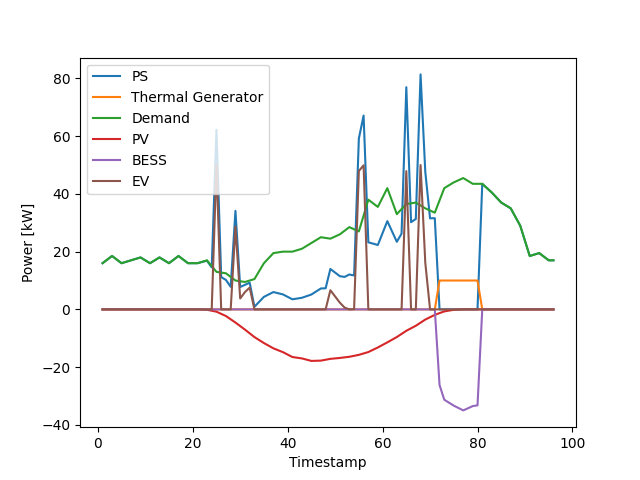 PS
Thermal Generator
Demand
PV
BESS
EV
Power [kW]
80
60
40
20
0
−20
−40
0 20 40 60 80 100
Timestamp